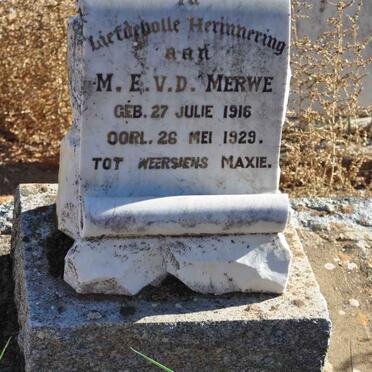 Liefdevolle Herinnering
aan
M. E. V. D. MERWE
GEB. 27 JULIE 1916
OORL. 26 MEI 1929.
TOT WEERSIENS MAXIE.